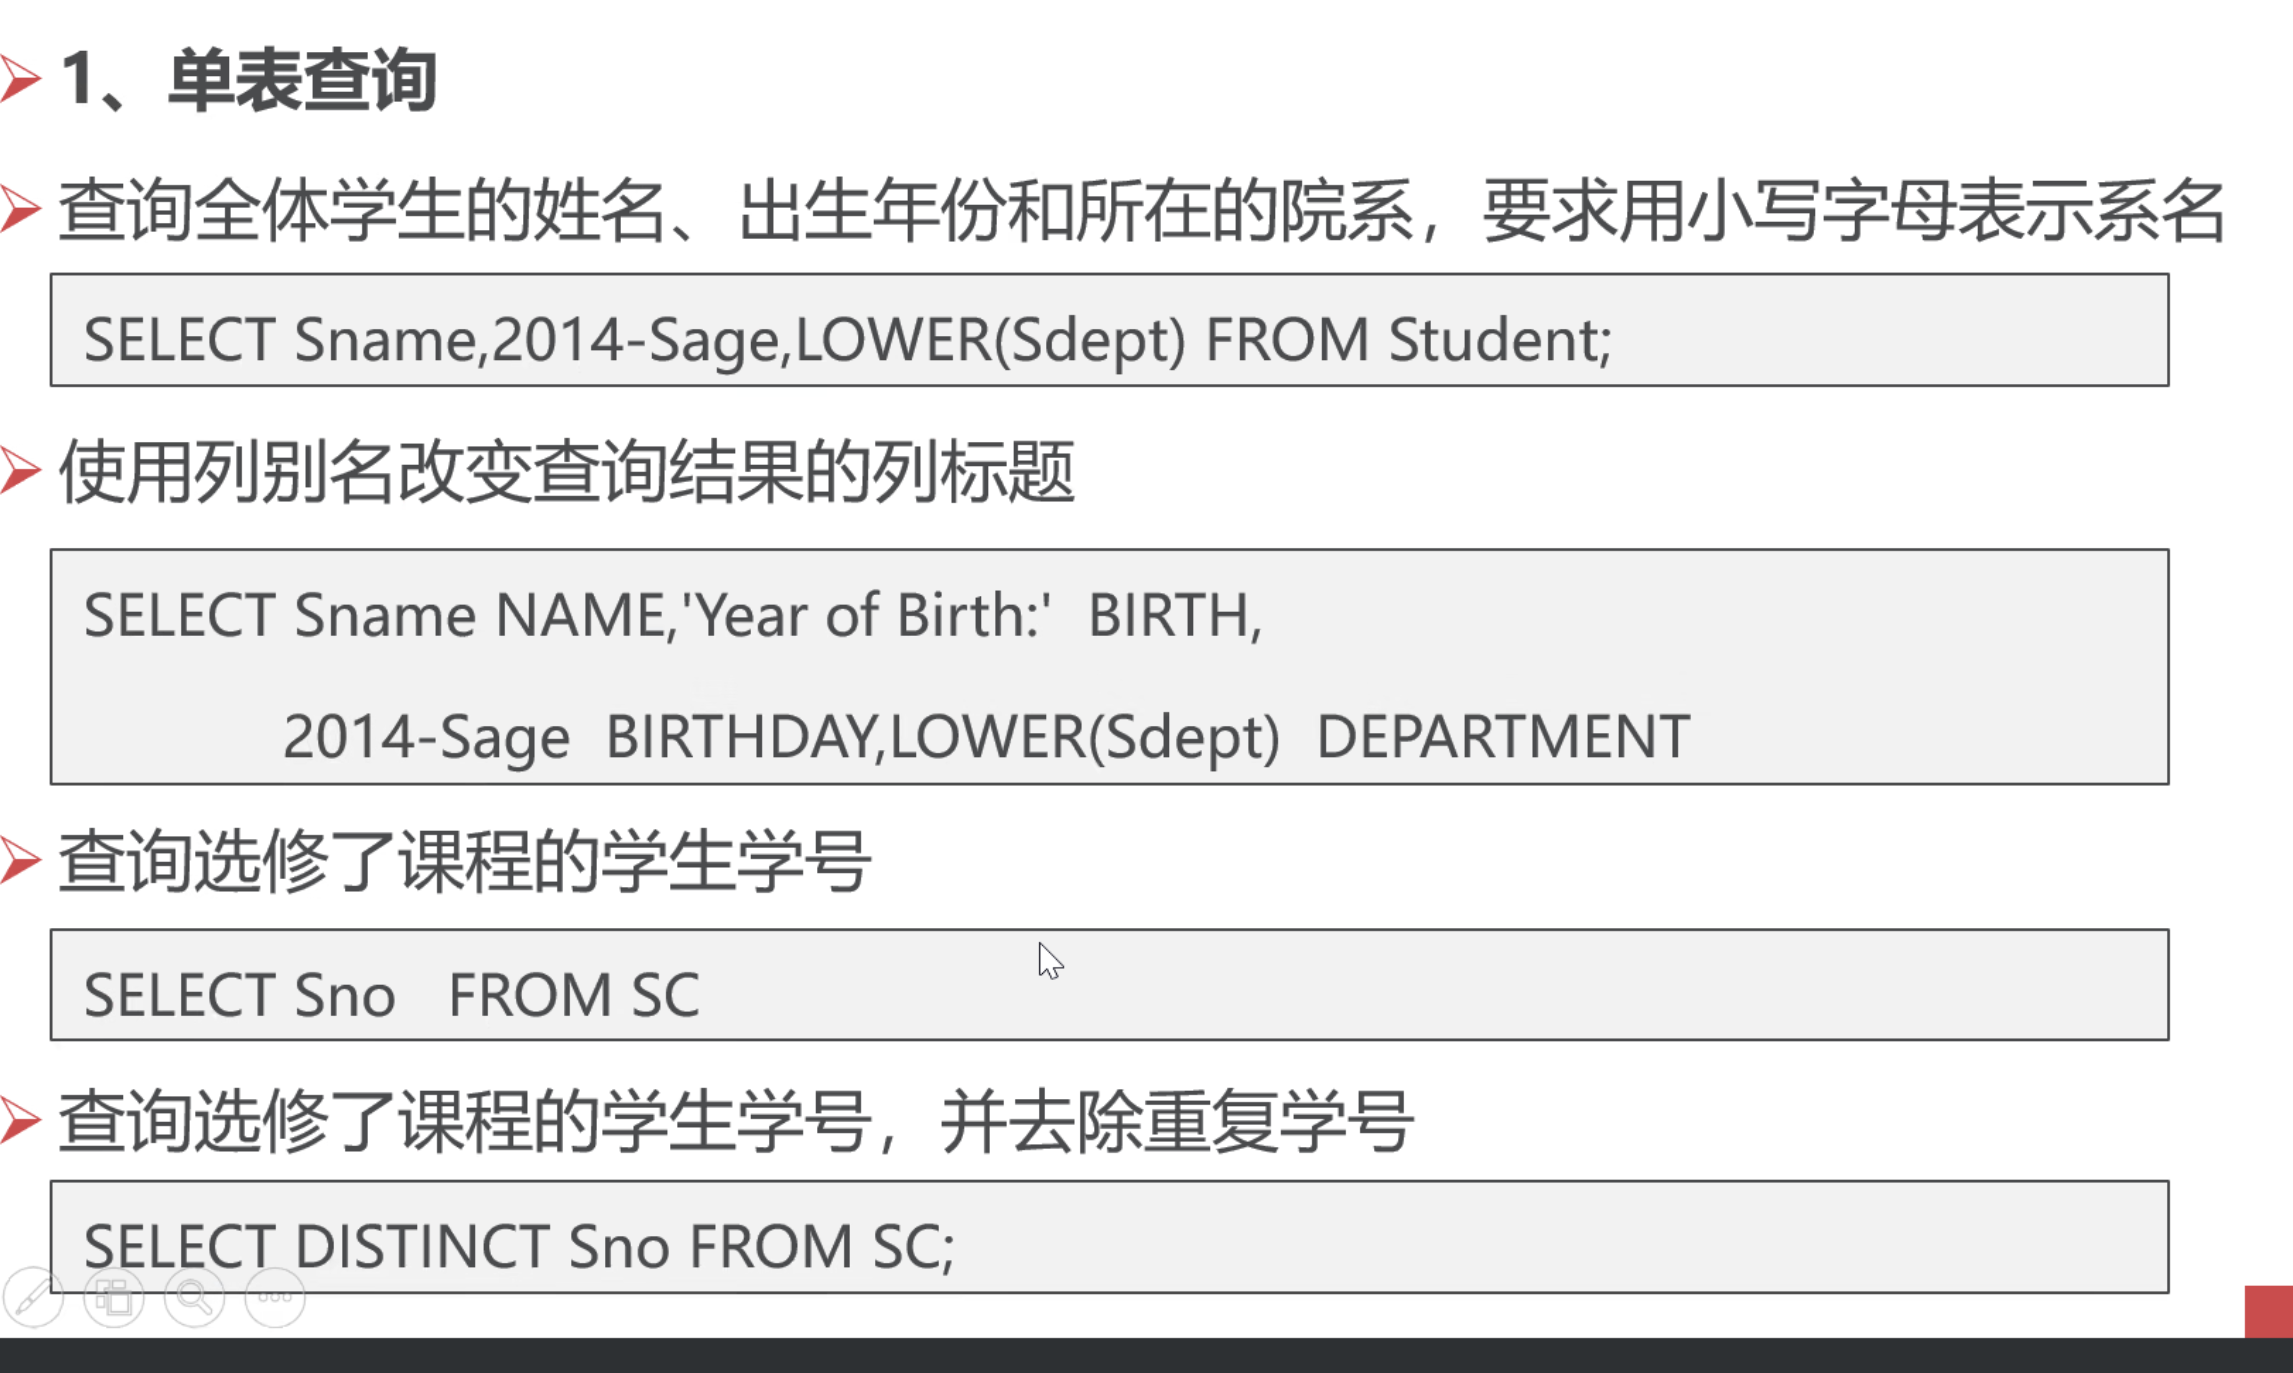 1、单表查询
查询全体学生的姓名、出生年份和所在的院系，要求用小写字母表示系名
SELECT Sname,2014-Sage,LOWER(Sdept) FROM Student;
使用列别名改变查询结果的列标题
SELECT Sname NAME,'Year of Birth:'  BIRTH,
2014-Sage  BIRTHDAY,LOWER(Sdept)  DEPARTMENT
查询选修了课程的学生学号
SELECT Sno   FROM SC
查询选修了课程的学生学号，并去除重复学号
SELECT DISTINCT Sno FROM SC;